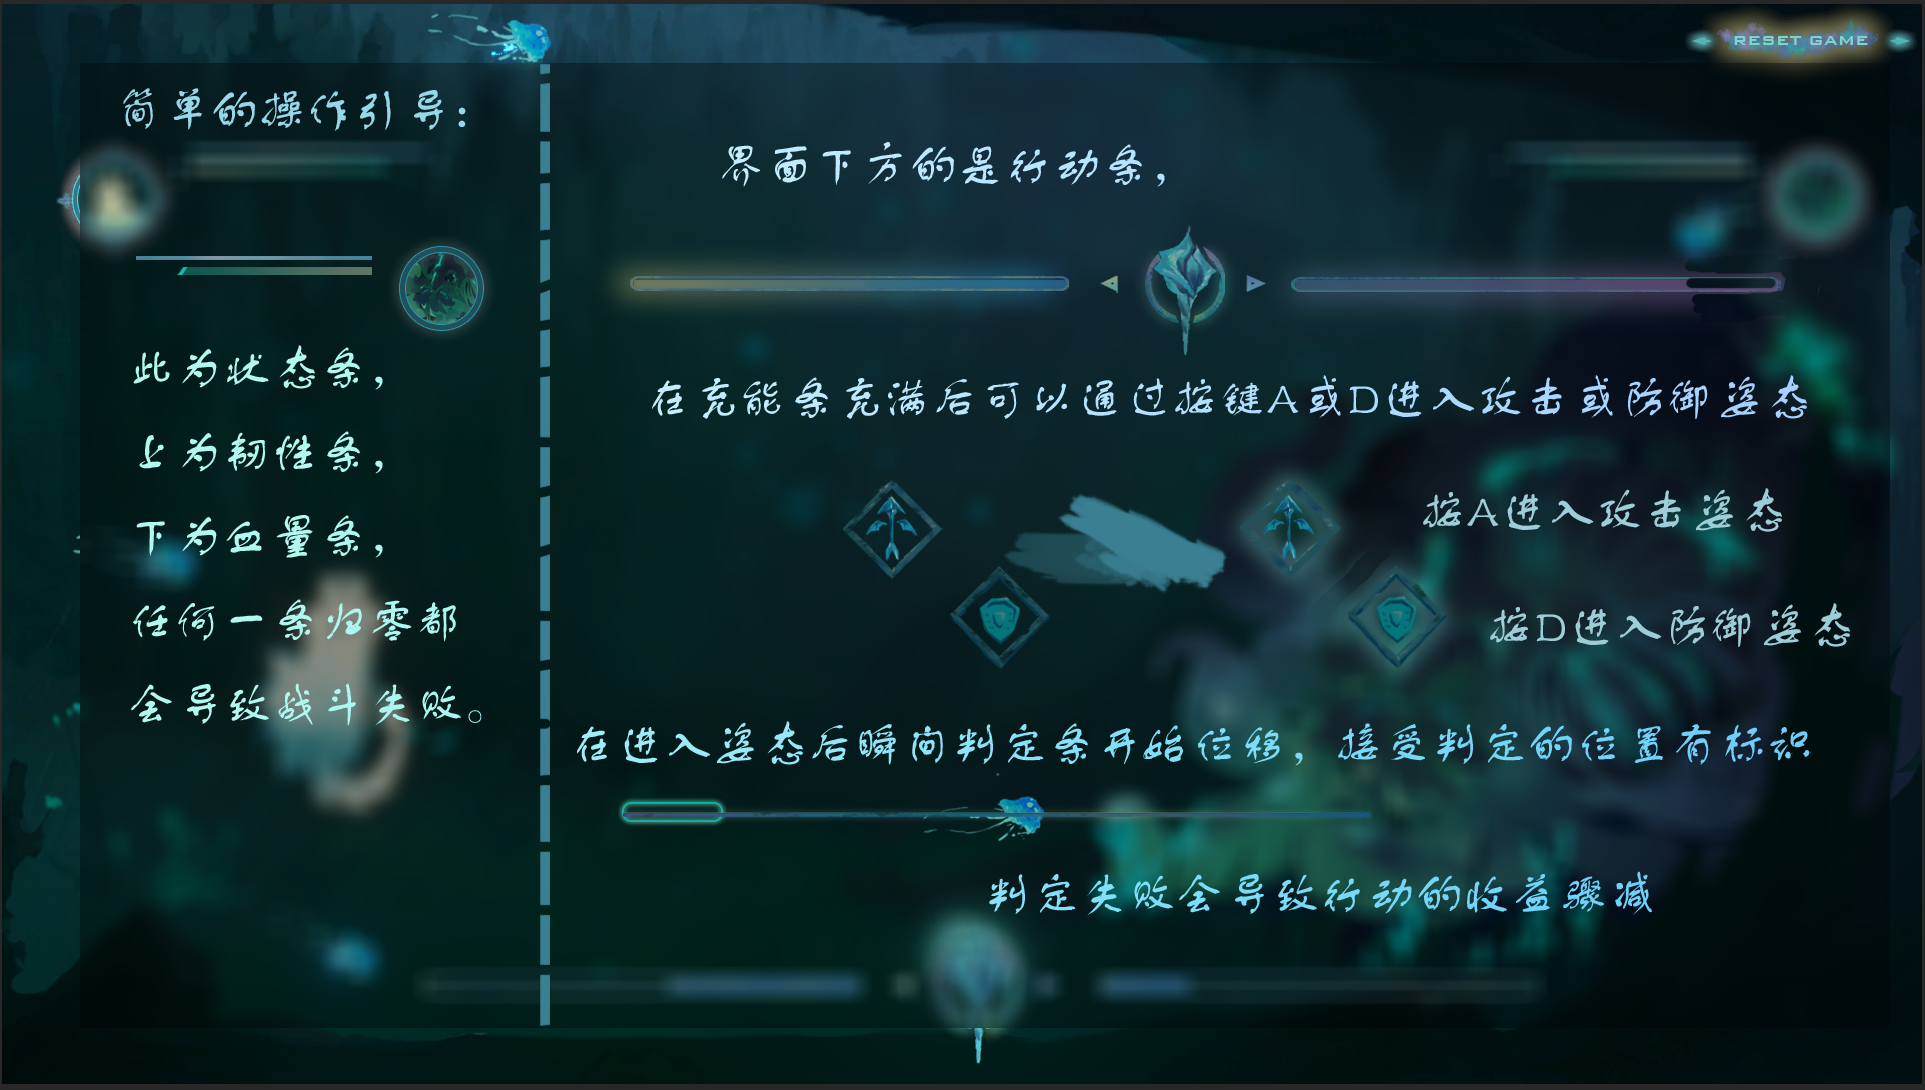 RESET GAME
简单的操作引导：
此为状态条，
上为韧性条，
下为血量条，
任何一条归零都
会导致战斗失败。
界面下方的是行动条，
在充能条充满后可以通过按键A或D进入攻击或防御姿态
按A进入攻击姿态
按D进入防御姿态
在进入姿态后瞬间判定条开始位移，接受判定的位置有标识
判定失败会导致行动的收益骤减